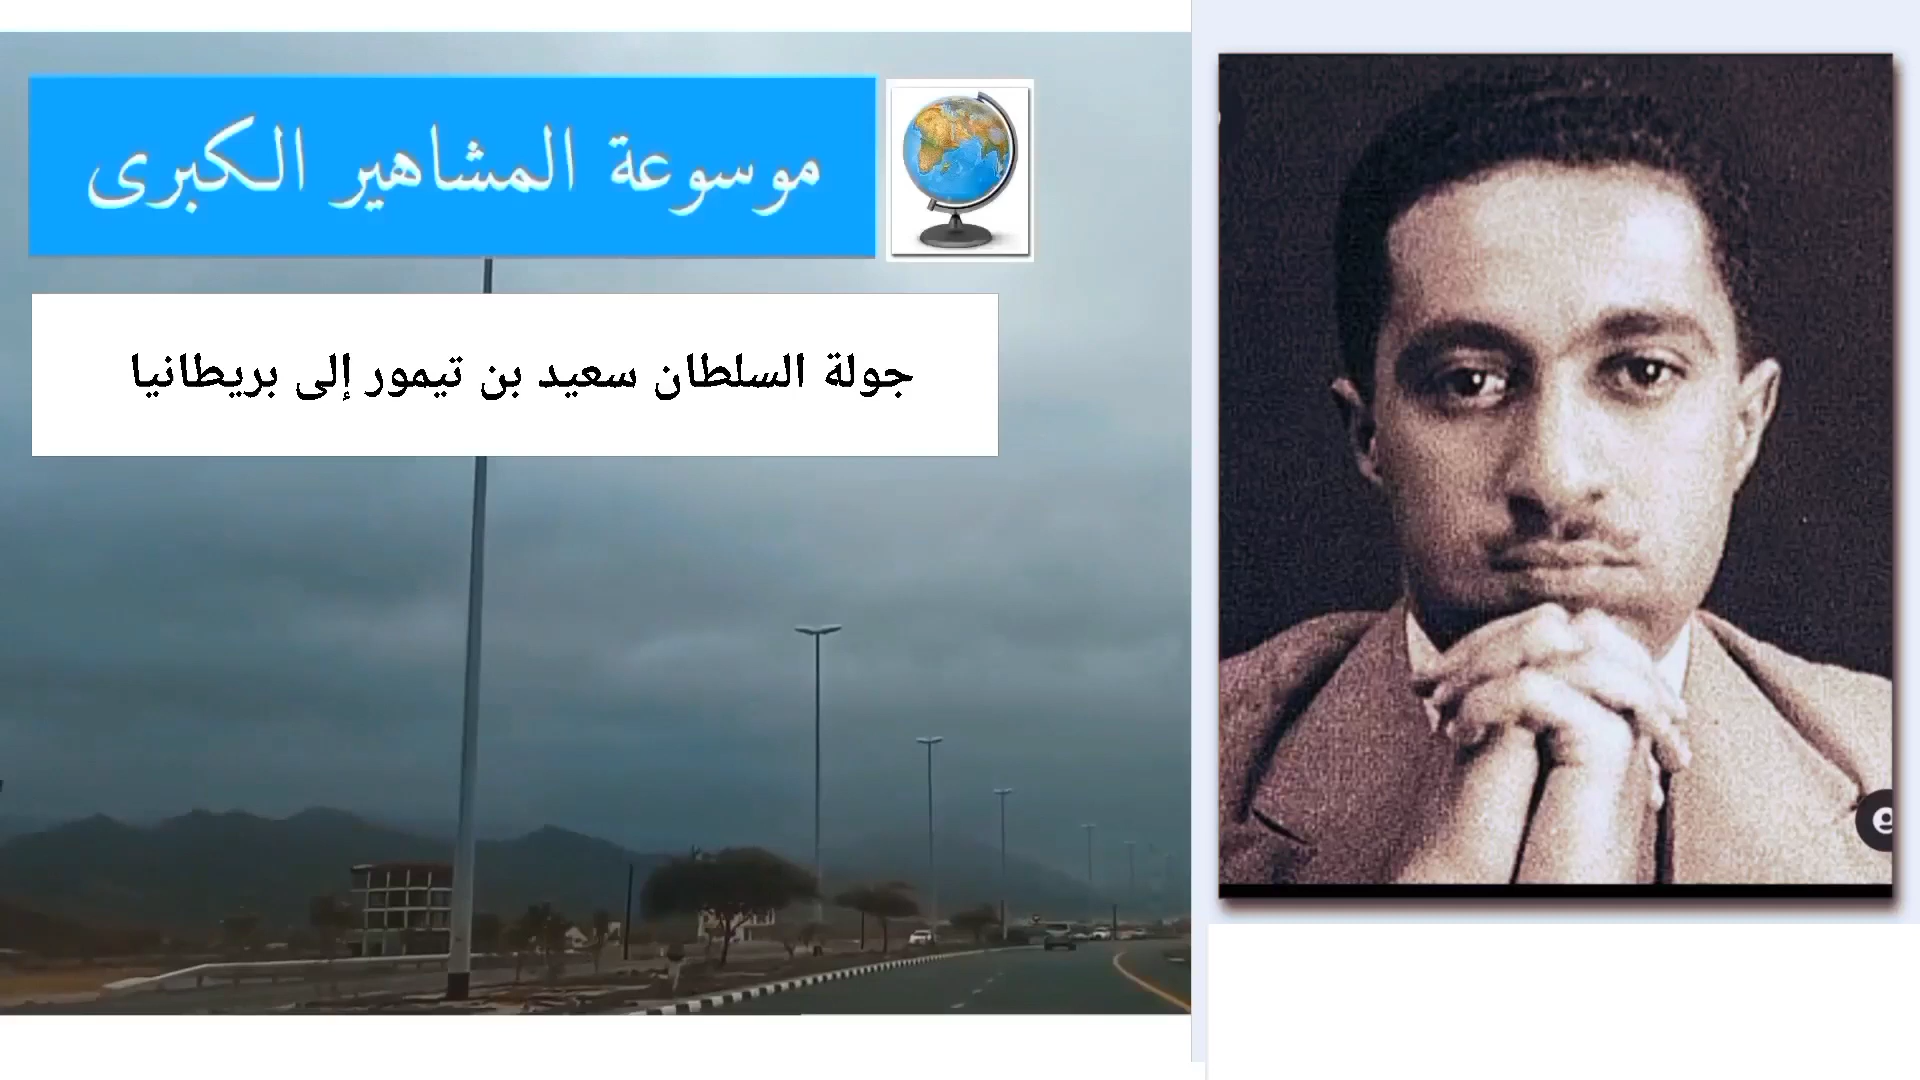 موسوعة المشاهير الكبرى
جولة السلطان سعيد بن تيمور إلى بريطانيا